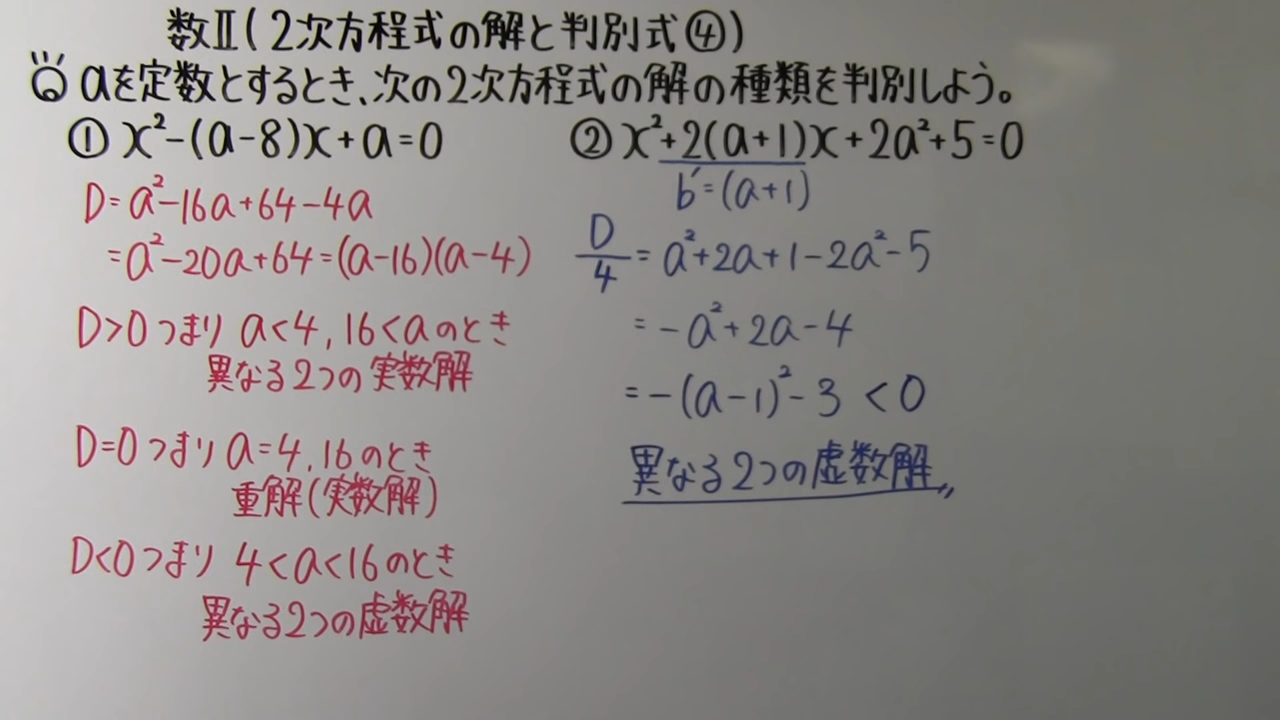 数Ⅱ(2次方程式の解と判別式④)
Q aを定数とするとき、次の2次方程式の解の種類を判別しよう。
① x²-(a-8)x+a=0
D=a²-16a+64-4a
=a²-20a+64=(a-16)(a-4)
D>0つまり a<4, 16<aのとき
異なる2つの実数解
D=0つまりa=4, 16のとき
重解(実数解)
D<0つまり 4<a<16のとき
異なる2つの虚数解
② x²+2(a+1)x+2a²+5=0
b'=(a+1)
D/4=a²+2a+1-2a²-5
=-a²+2a-4
=-(a-1)²-3 <0
異なる2つの虚数解〃